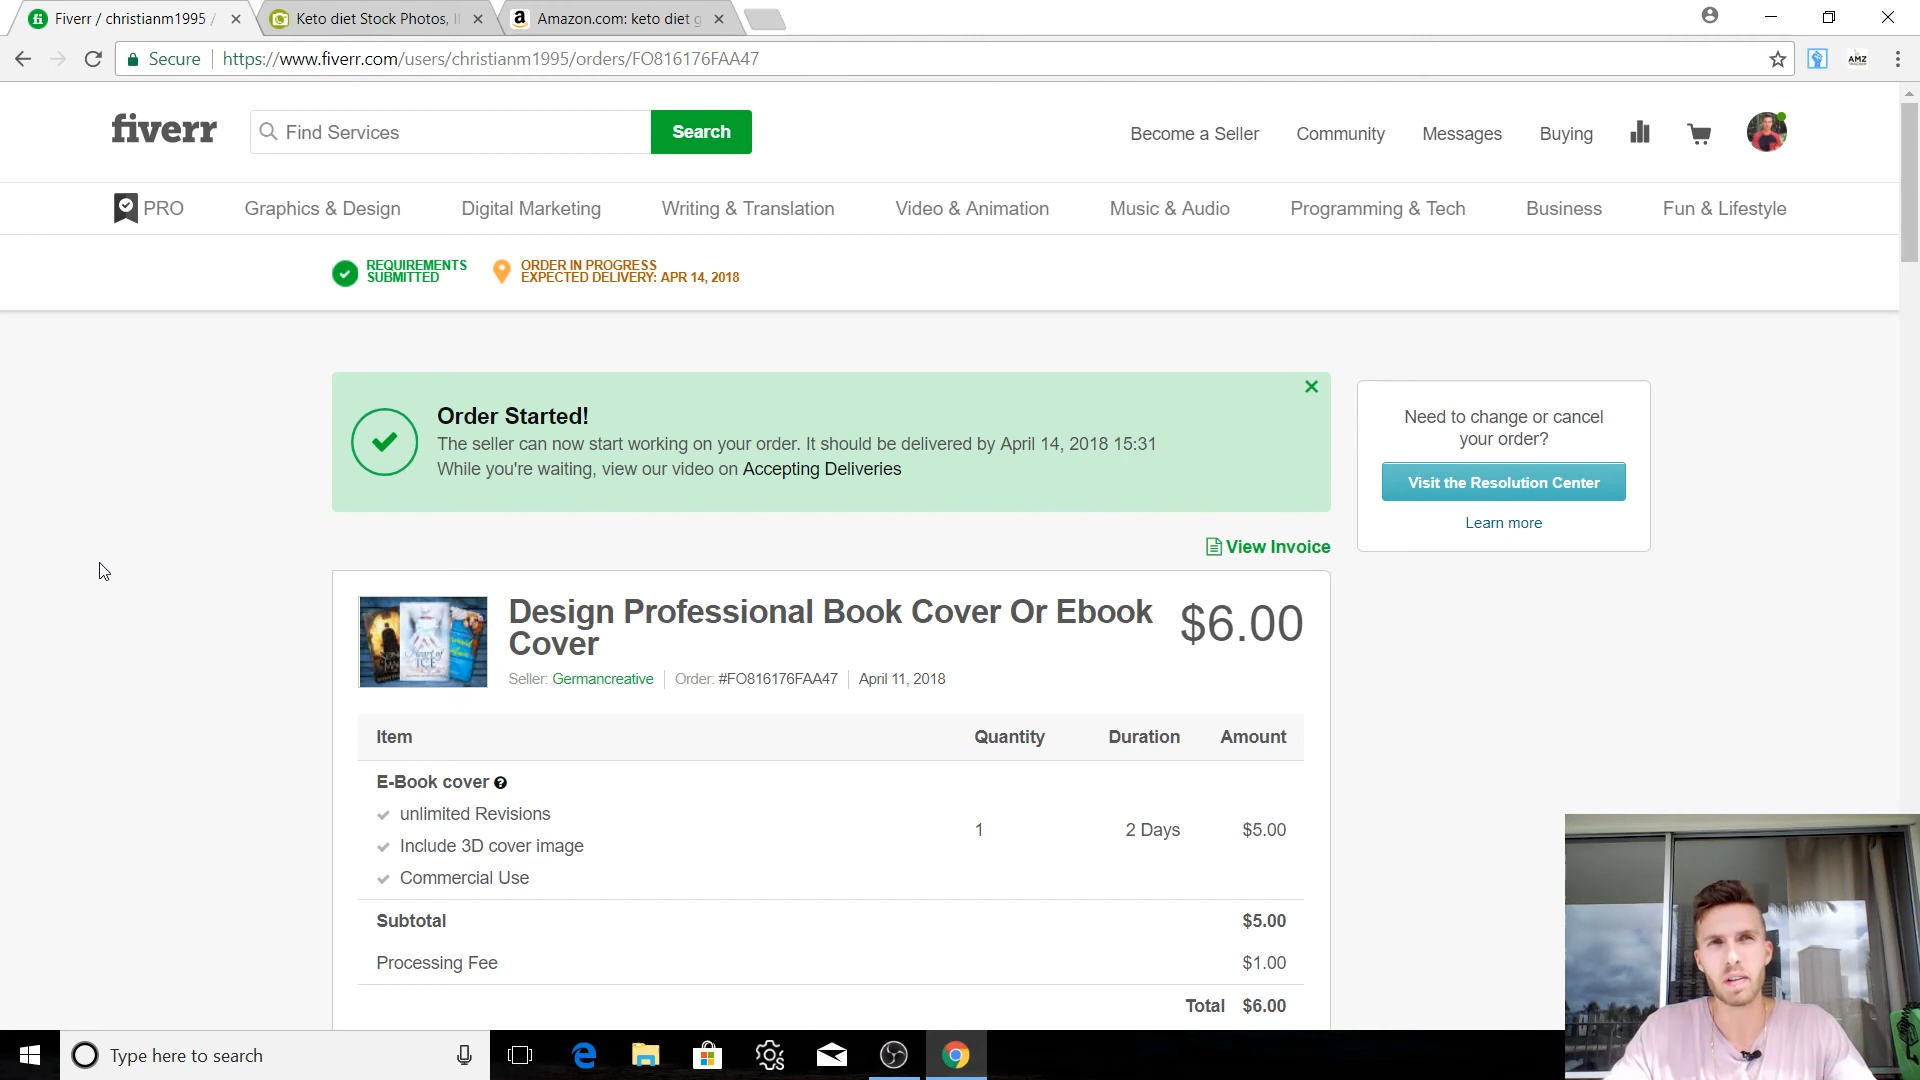 Fiverr / christianm1995 /
Keto diet Stock Photos, Il
Amazon.com: keto diet g
Secure
https://www.fiverr.com/users/christianm1995/orders/FO816176FAA47
AMZ
fiverr
Find Services
Search
Become a Seller
Community
Messages
Buying
PRO
Graphics & Design
Digital Marketing
Writing & Translation
Video & Animation
Music & Audio
Programming & Tech
Business
Fun & Lifestyle
REQUIREMENTS
SUBMITTED
ORDER IN PROGRESS
EXPECTED DELIVERY: APR 14, 2018
Order Started!
The seller can now start working on your order. It should be delivered by April 14, 2018 15:31
While you're waiting, view our video on Accepting Deliveries
Need to change or cancel
your order?
Visit the Resolution Center
Learn more
View Invoice
Design Professional Book Cover Or Ebook
Cover
$6.00
Seller: Germancreative
Order: #FO816176FAA47
April 11, 2018
Item
Quantity
Duration
Amount
E-Book cover
unlimited Revisions
Include 3D cover image
Commercial Use
1
2 Days
$5.00
Subtotal
$5.00
Processing Fee
$1.00
Total
$6.00
Type here to search